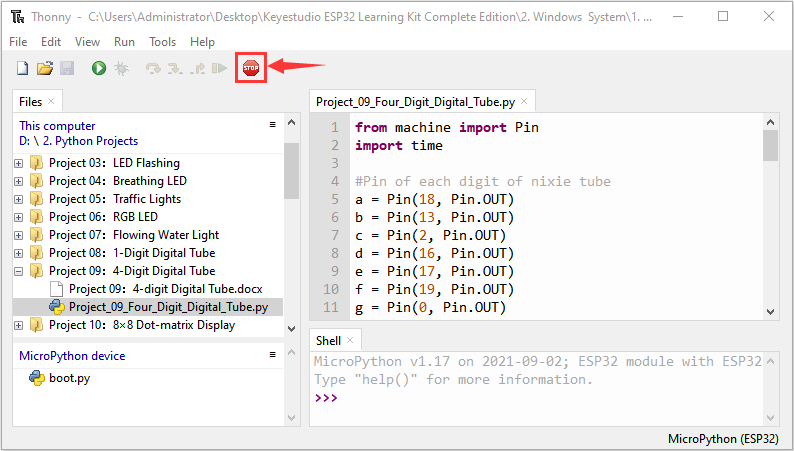 Thonny - C:\Users\Administrator\Desktop\Keyestudio ESP32 Learning Kit Complete Edition\2. Windows System\1. ...
File Edit View Run Tools Help
STOP
Files
This computer
D: \ 2. Python Projects
Project 03：LED Flashing
Project 04：Breathing LED
Project 05：Traffic Lights
Project 06：RGB LED
Project 07：Flowing Water Light
Project 08：1-Digit Digital Tube
Project 09：4-Digit Digital Tube
Project 09：4-digit Digital Tube.docx
Project_09_Four_Digit_Digital_Tube.py
Project 10：8×8 Dot-matrix Display
MicroPython device
boot.py
Project_09_Four_Digit_Digital_Tube.py
1 from machine import Pin
2 import time
3
4 #Pin of each digit of nixie tube
5 a = Pin(18, Pin.OUT)
6 b = Pin(13, Pin.OUT)
7 c = Pin(2, Pin.OUT)
8 d = Pin(16, Pin.OUT)
9 e = Pin(17, Pin.OUT)
10 f = Pin(19, Pin.OUT)
11 g = Pin(0, Pin.OUT)
Shell
MicroPython v1.17 on 2021-09-02; ESP32 module with ESP32
Type "help()" for more information.
>>>
MicroPython (ESP32)